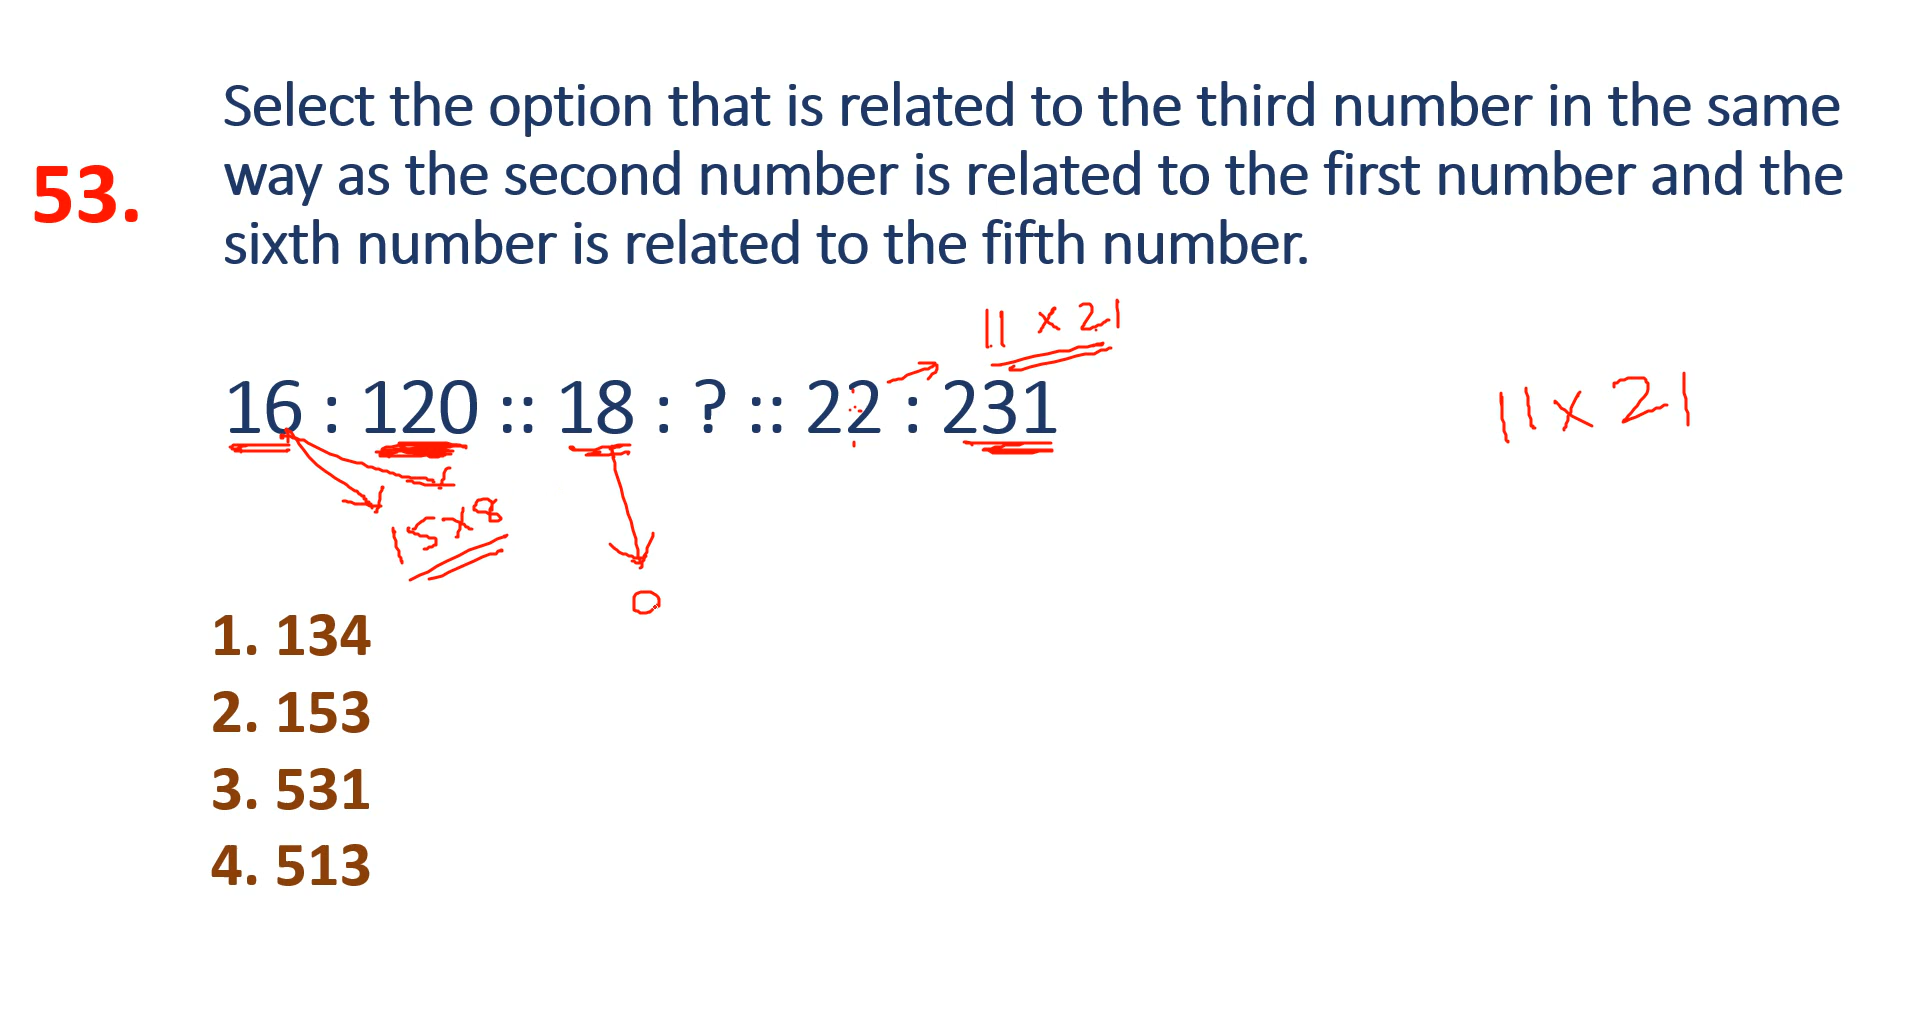 53.
Select the option that is related to the third number in the same
way as the second number is related to the first number and the
sixth number is related to the fifth number.
11 x 21
16 : 120 :: 18 : ? :: 22 : 231
11 x 21
15x8
0
1. 134
2. 153
3. 531
4. 513